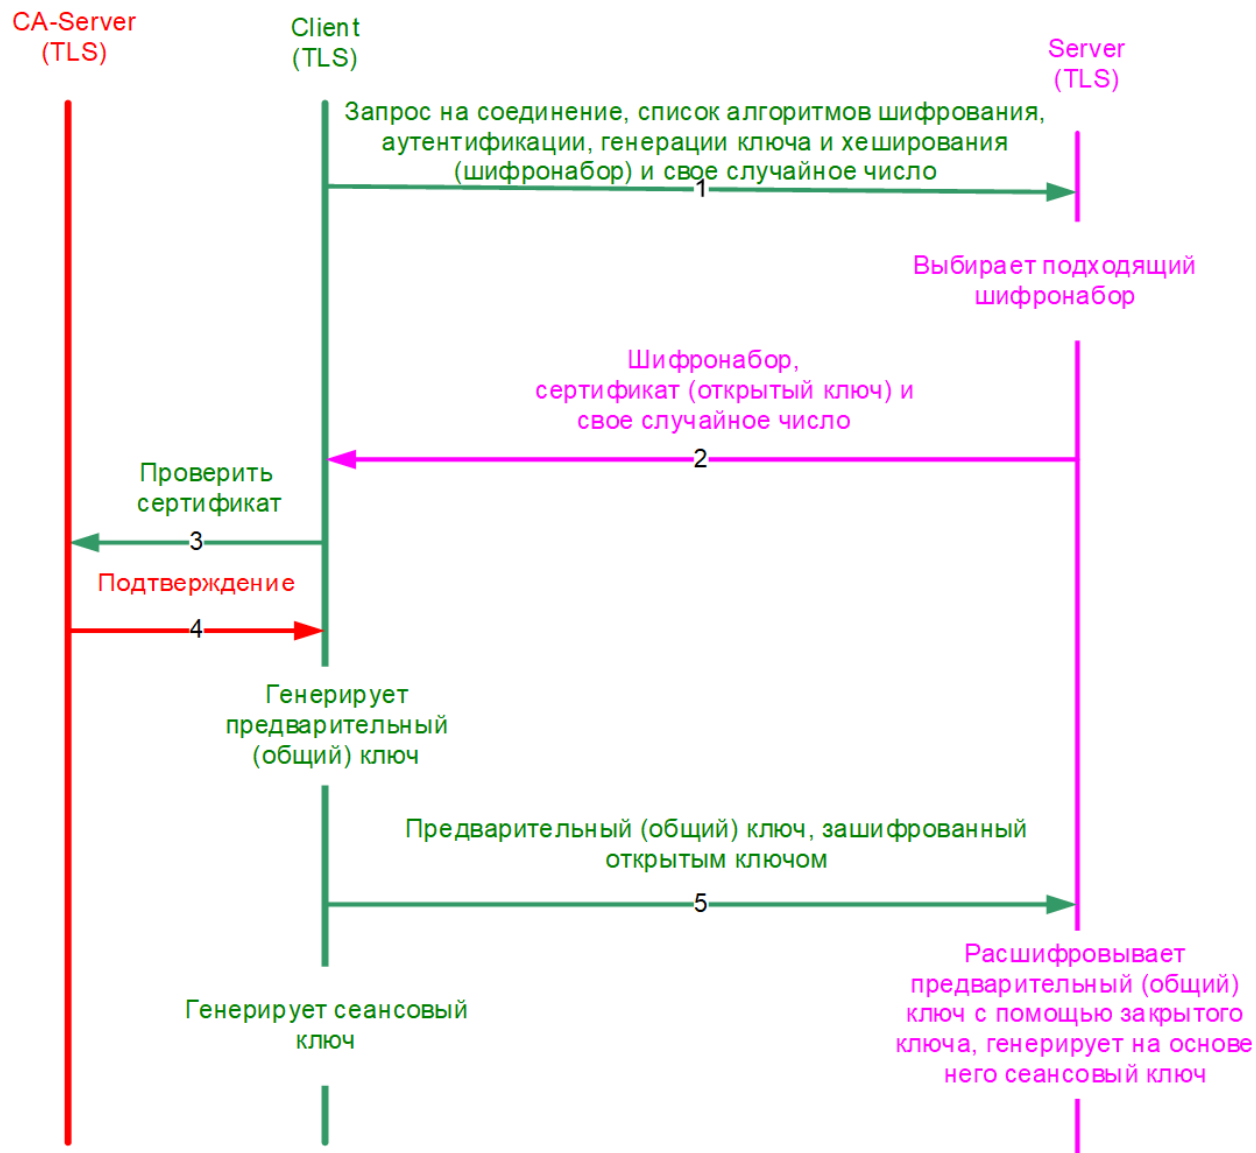 CA-Server
(TLS)
Client
(TLS)
Server
(TLS)
Запрос на соединение, список алгоритмов шифрования,
аутентификации, генерации ключа и хеширования
(шифронабор) и свое случайное число
1
Выбирает подходящий
шифронабор
Шифронабор,
сертификат (открытый ключ) и
свое случайное число
2
Проверить
сертификат
3
Подтверждение
4
Генерирует
предварительный
(общий) ключ
Предварительный (общий) ключ, зашифрованный
открытым ключом
5
Генерирует сеансовый
ключ
Расшифровывает
предварительный (общий)
ключ с помощью закрытого
ключа, генерирует на основе
него сеансовый ключ